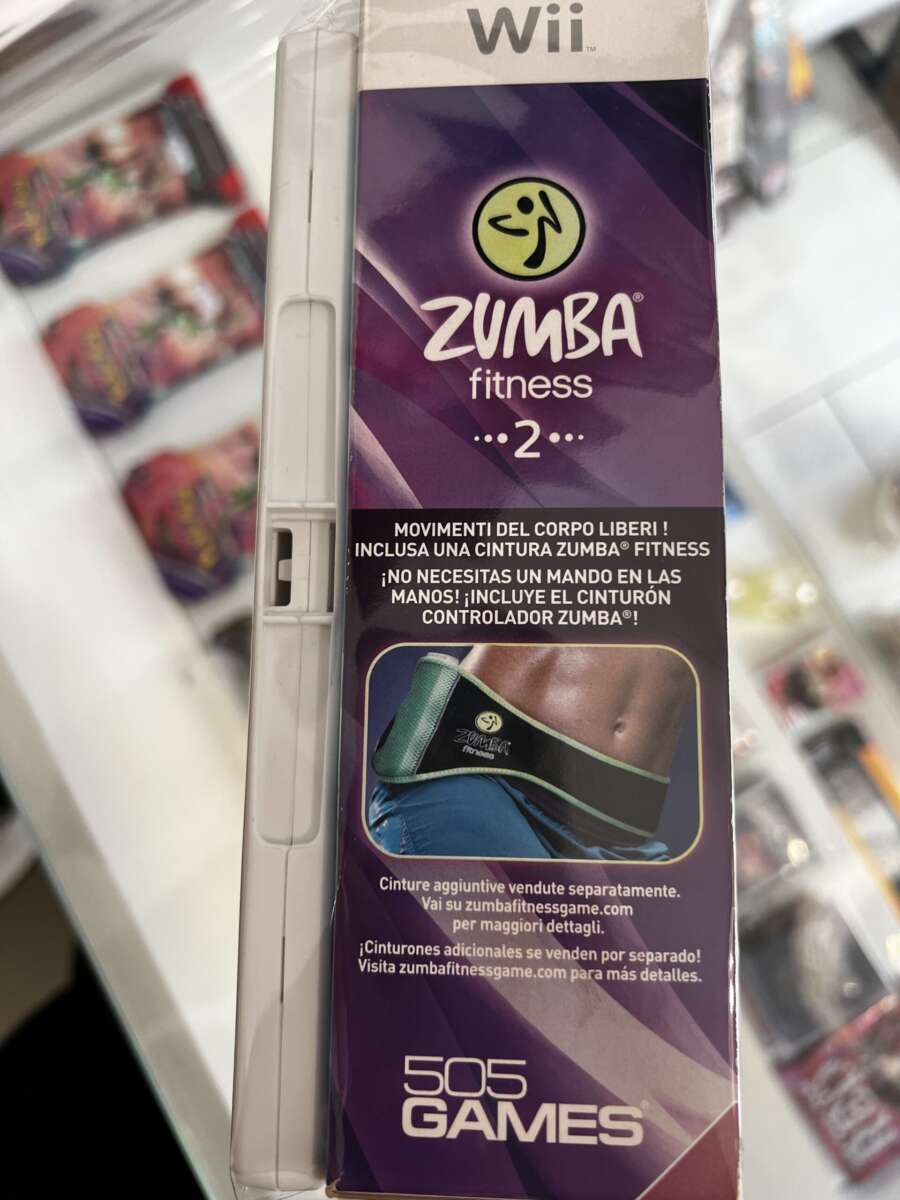 Wii™
ZUMBA®
fitness
2
MOVIMENTI DEL CORPO LIBERI !
INCLUSA UNA CINTURA ZUMBA® FITNESS
¡NO NECESITAS UN MANDO EN LAS
MANOS! ¡INCLUYE EL CINTURÓN
CONTROLADOR ZUMBA®!
ZUMBA
fitness
Cinture aggiuntive vendute separatamente.
Vai su zumbafitnessgame.com
per maggiori dettagli.
¡Cinturones adicionales se venden por separado!
Visita zumbafitnessgame.com para más detalles.
505
GAMES®